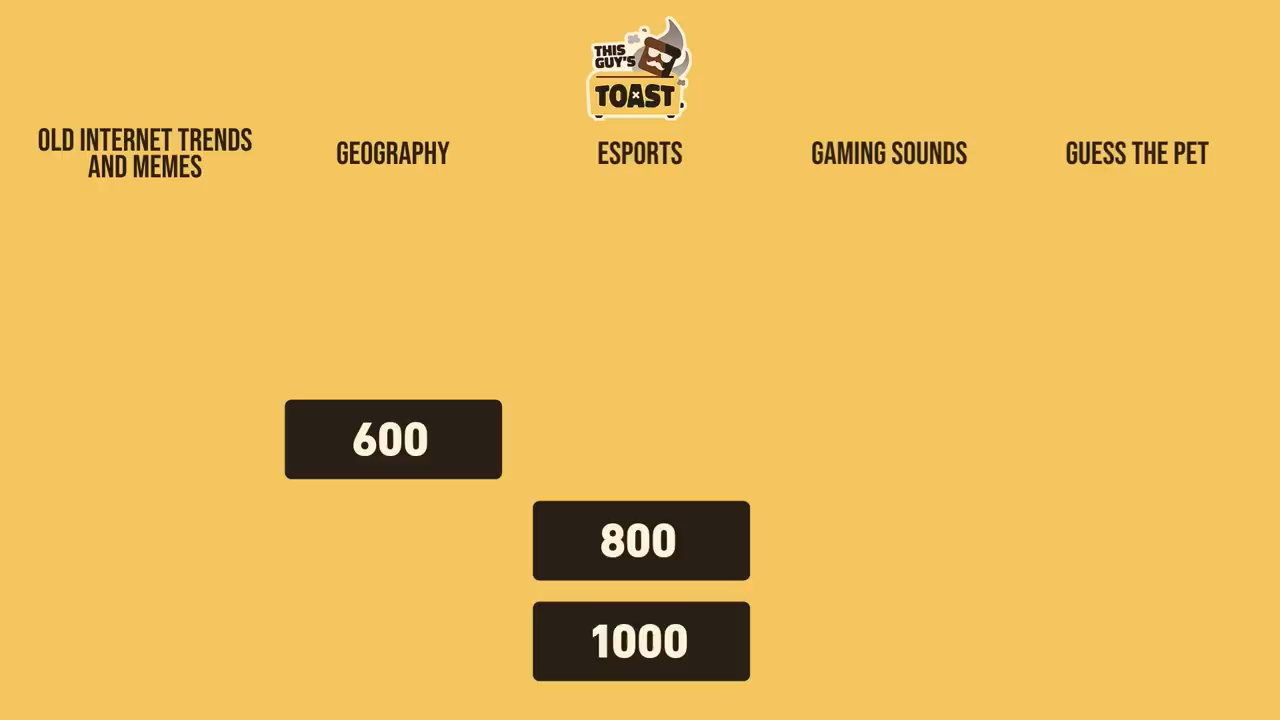 THIS
GUY'S
TOAST
OLD INTERNET TRENDS
AND MEMES
GEOGRAPHY
ESPORTS
GAMING SOUNDS
GUESS THE PET
600
800
1000